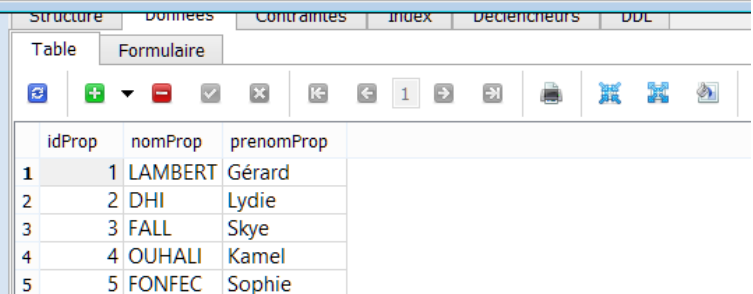 Structure Données Contraintes Index Déclencheurs DDL
Table Formulaire
1
idProp nomProp prenomProp
1 1 LAMBERT Gérard
2 2 DHI Lydie
3 3 FALL Skye
4 4 OUHALI Kamel
5 5 FONFEC Sophie